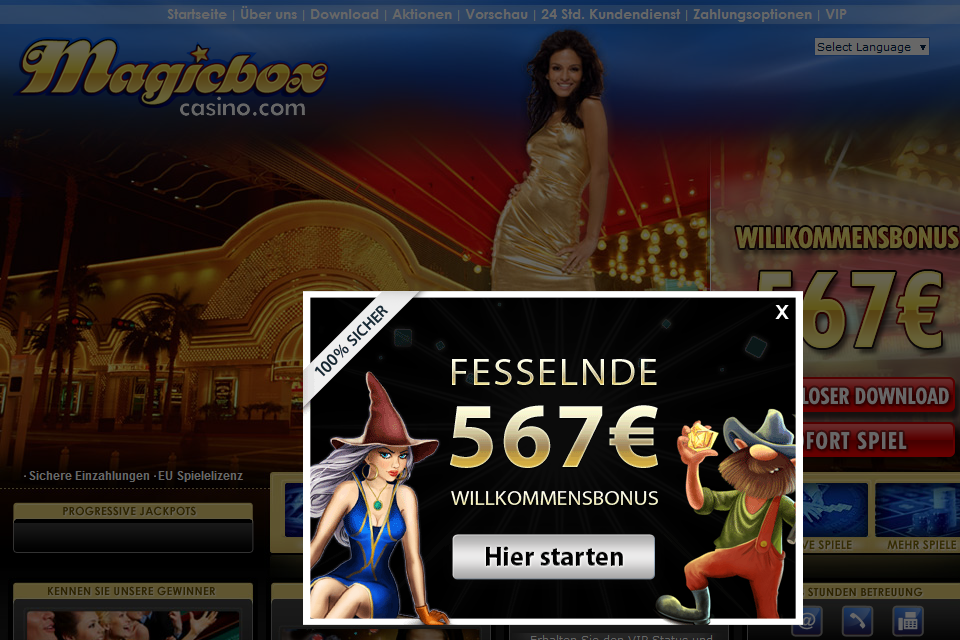 Startseite | Über uns | Download | Aktionen | Vorschau | 24 Std. Kundendienst | Zahlungsoptionen | VIP
Select Language ▼
Magicbox
casino.com
WILLKOMMENSBONUS
567€
LOSER DOWNLOAD
FORT SPIEL
X
100% SICHER
FESSELNDE
567€
WILLKOMMENSBONUS
Hier starten
· Sichere Einzahlungen · EU Spielelizenz
PROGRESSIVE JACKPOTS
VE SPIELE
MEHR SPIELE
KENNEN SIE UNSERE GEWINNER
STUNDEN BETREUUNG
Erhalten Sie den VIP Status und